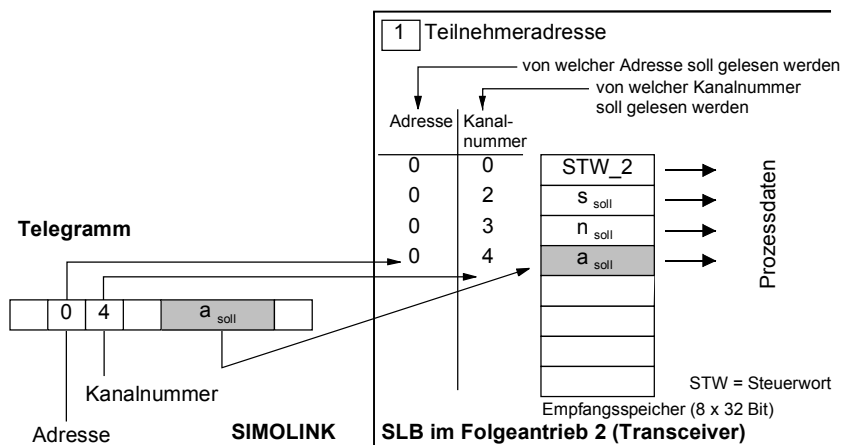 1 Teilnehmeradresse
von welcher Adresse soll gelesen werden
von welcher Kanalnummer
soll gelesen werden
Adresse Kanal-
nummer
0 0 STW_2
0 2 s soll
0 3 n soll
0 4 a soll
Prozessdaten
Telegramm
0 4 a soll
Kanalnummer
Adresse
STW = Steuerwort
Empfangsspeicher (8 x 32 Bit)
SIMOLINK SLB im Folgeantrieb 2 (Transceiver)